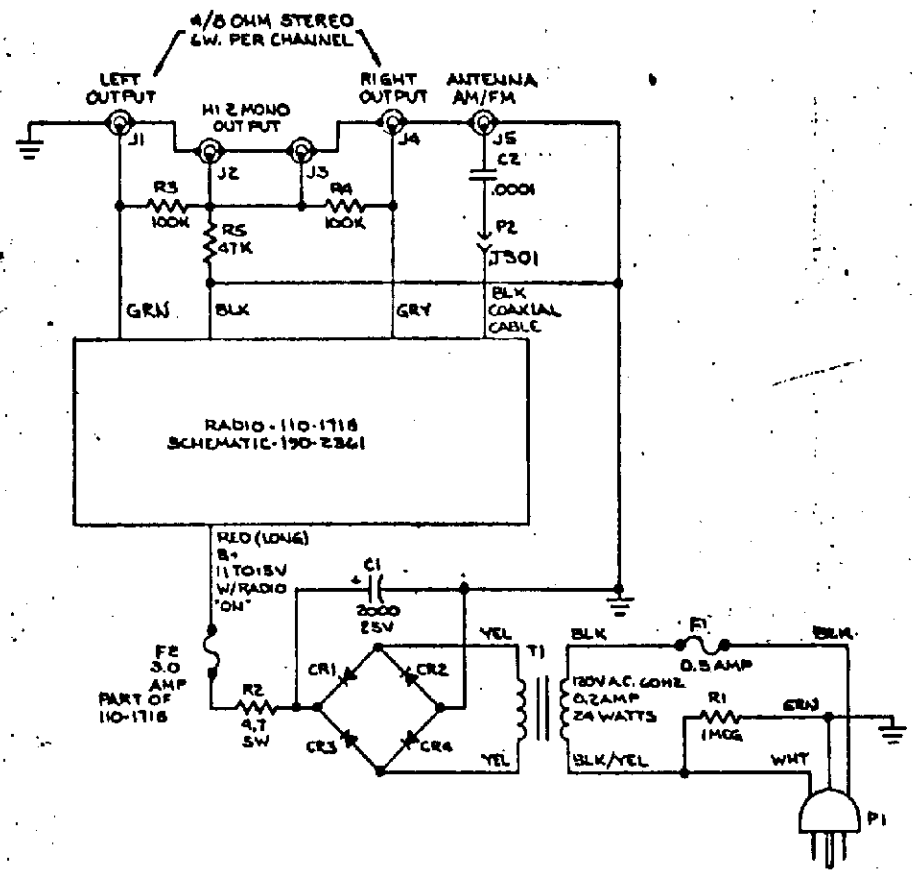 4/8 OHM STEREO
6W. PER CHANNEL
LEFT
OUTPUT
HI Z MONO
OUTPUT
RIGHT
OUTPUT
ANTENNA
AM/FM
J1
J2
J3
J4
J5
C2
.0001
R3
100K
R4
100K
R5
47K
P2
J301
GRN
BLK
GRY
BLK
COAXIAL
CABLE
RADIO-110-1718
SCHEMATIC-190-2361
RED (LONG)
B+
11 TO 15V
W/RADIO
"ON"
+
C1
2000
25V
F2
3.0
AMP
PART OF
110-1718
R2
4.7
5W
CR1
CR2
CR3
CR4
YEL
YEL
T1
BLK
F1
0.5 AMP
BLK
120V A.C. 60HZ
0.2AMP
24 WATTS
R1
1MEG
GRN
BLK/YEL
WHT
P1